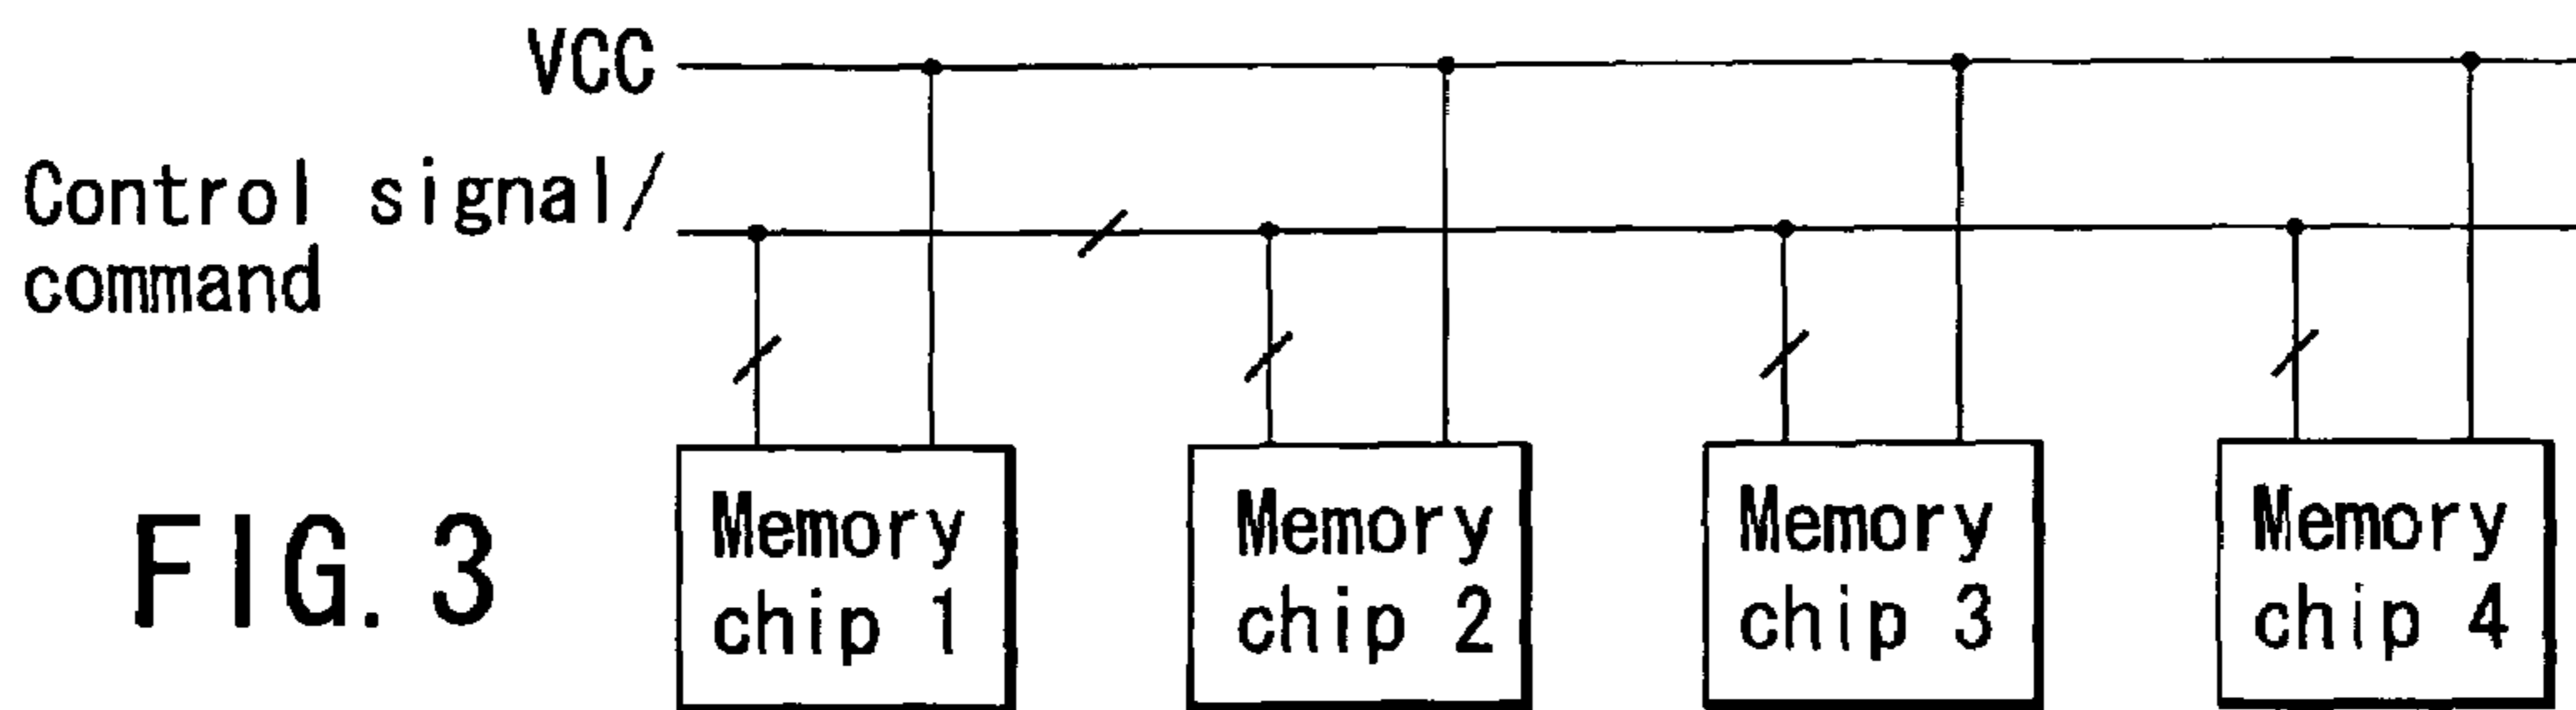 VCC
Control signal/
command
FIG. 3
Memory
chip 1
Memory
chip 2
Memory
chip 3
Memory
chip 4